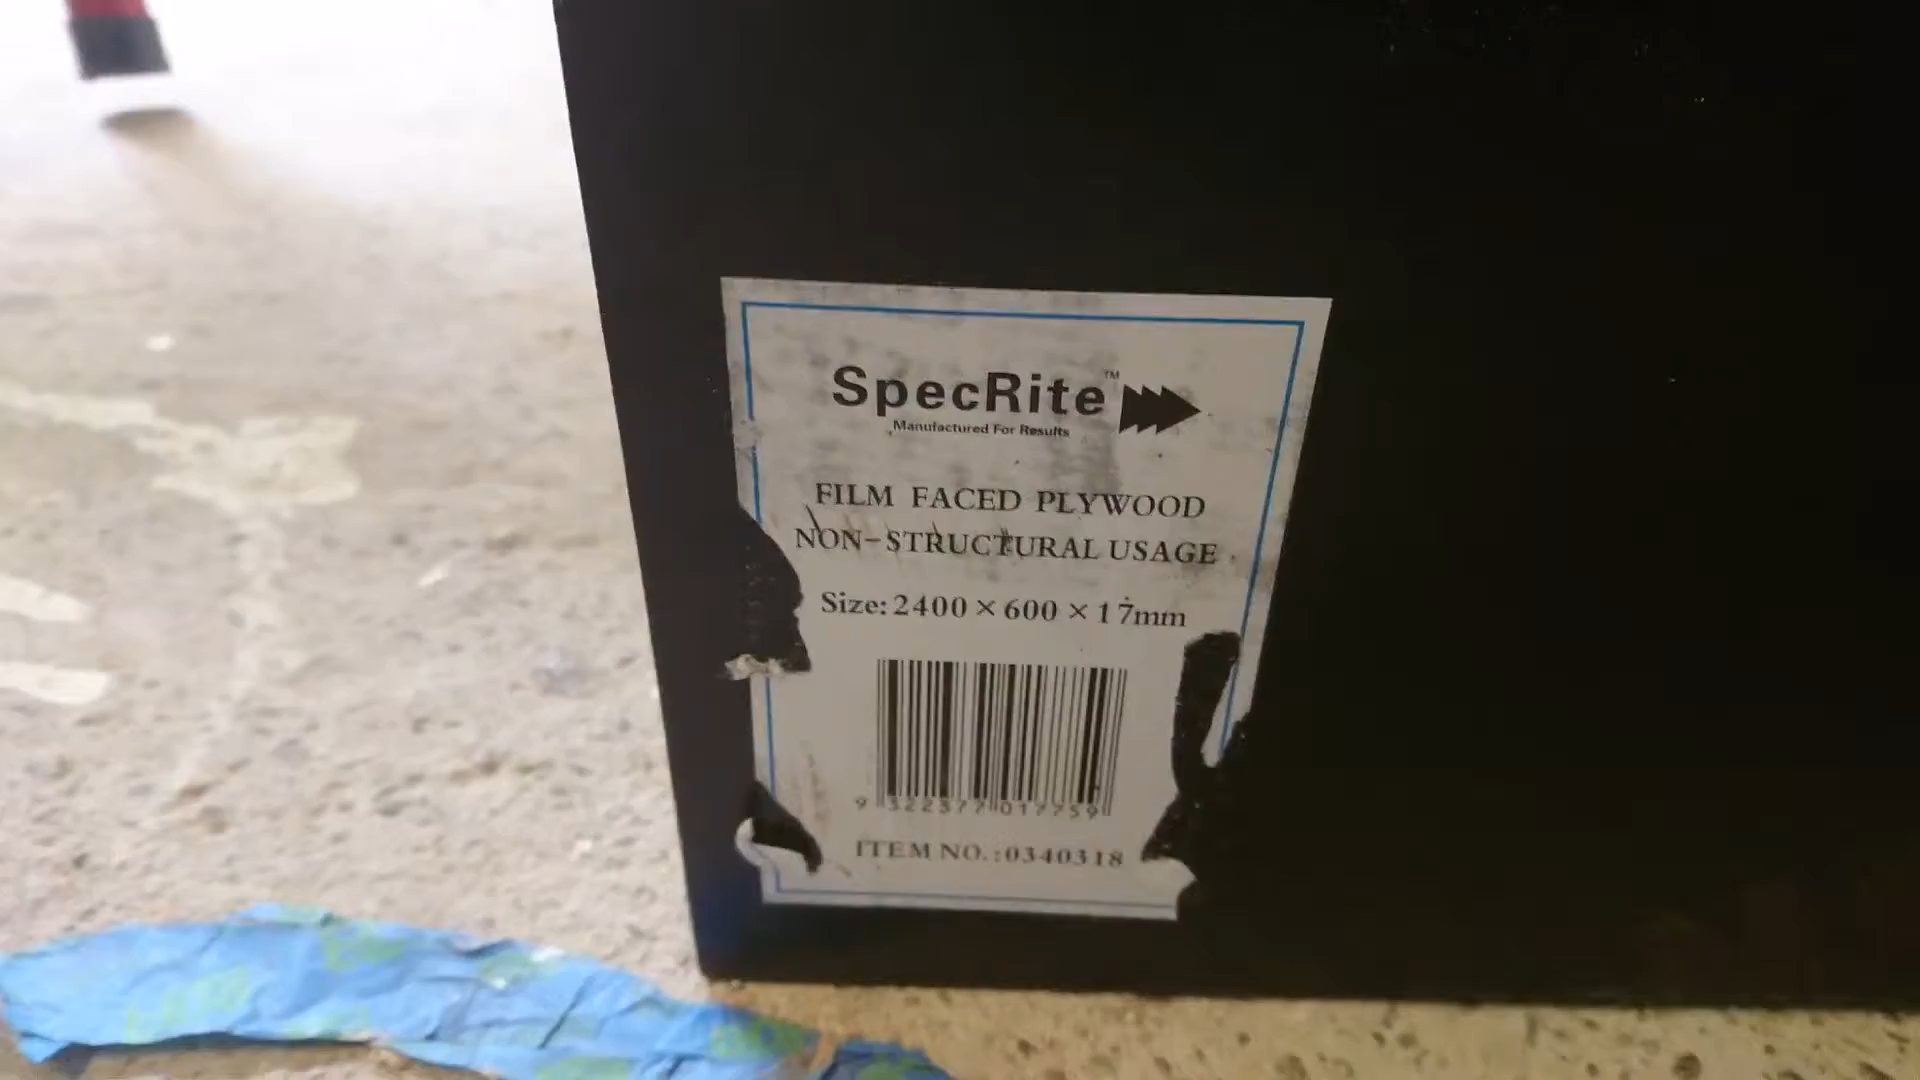 SpecRite™
Manufactured For Results
FILM FACED PLYWOOD
NON-STRUCTURAL USAGE
Size: 2400 × 600 × 17mm
9 322377 017759
ITEM NO.:0340318